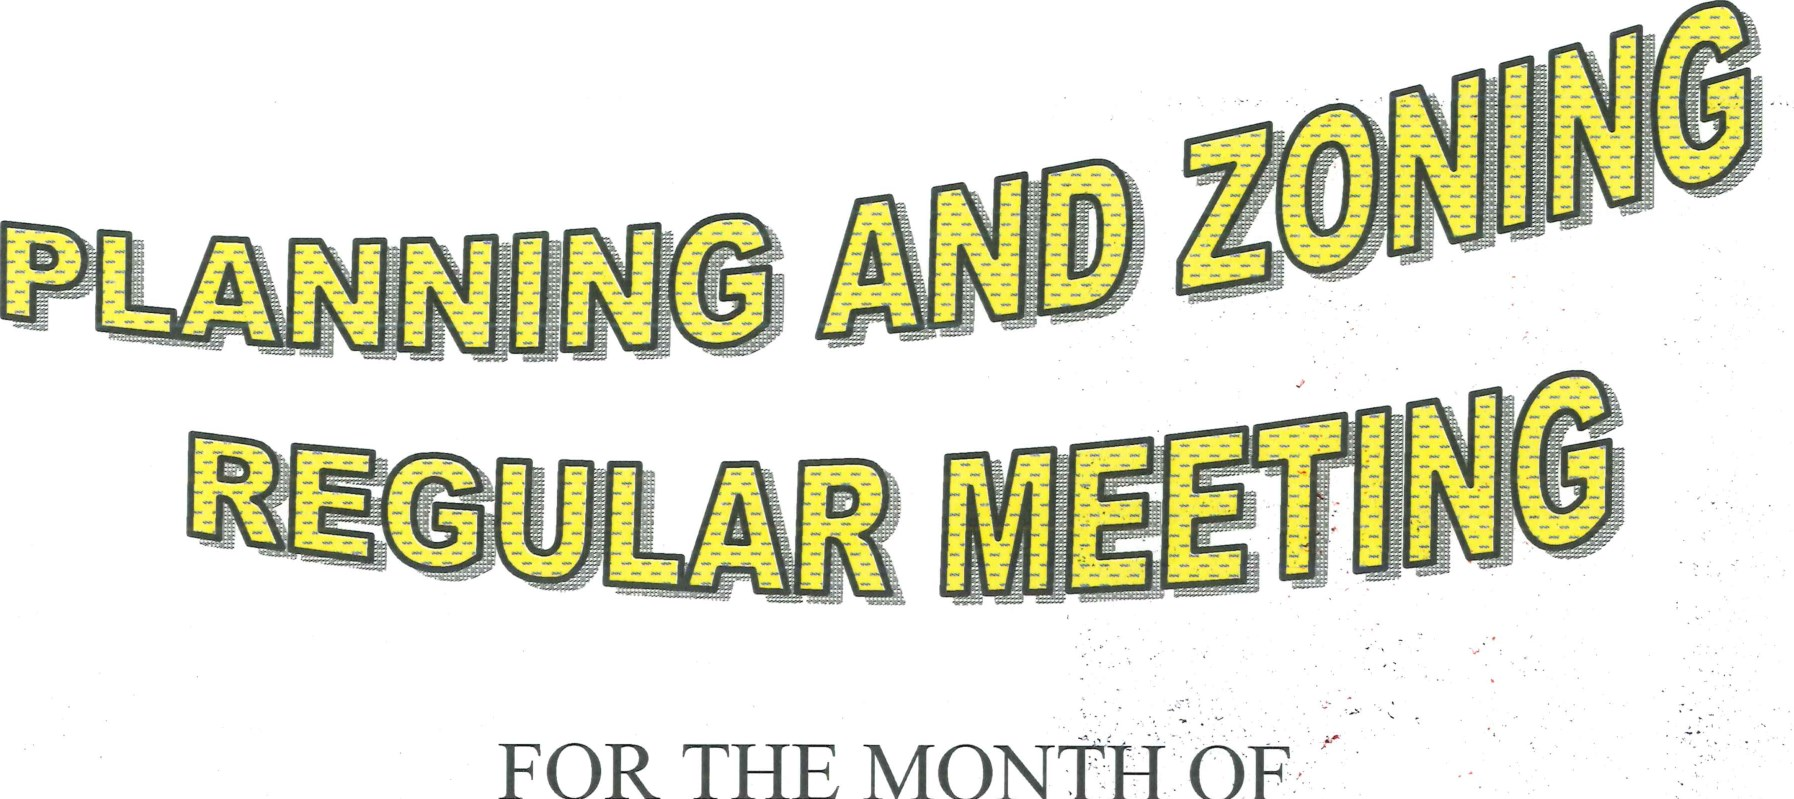 PLANNING AND ZONING
REGULAR MEETING
FOR THE MONTH OF